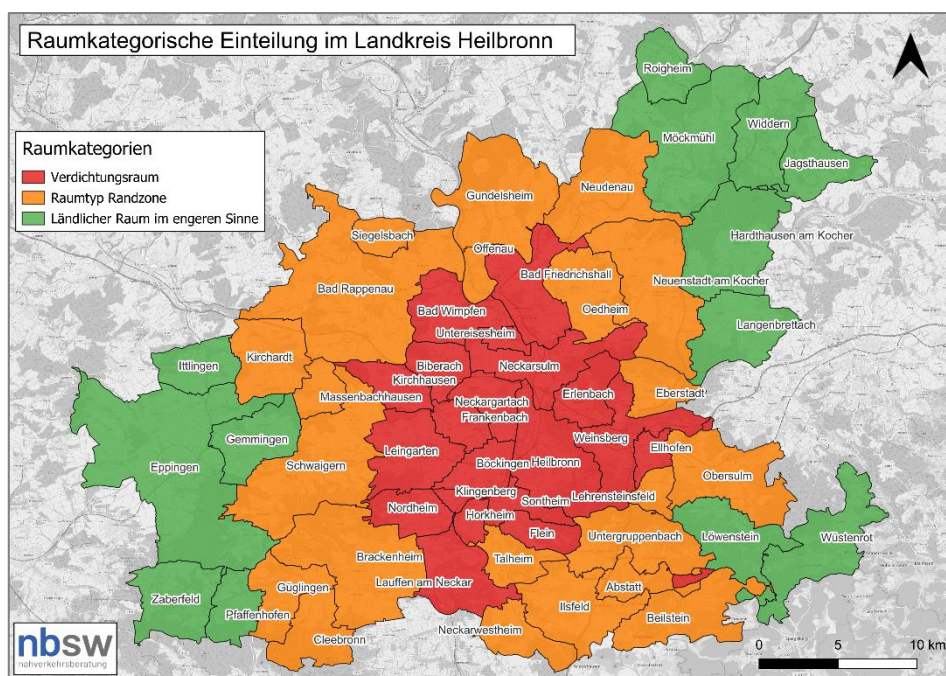 Raumkategorische Einteilung im Landkreis Heilbronn
Raumkategorien
Verdichtungsraum
Raumtyp Randzone
Ländlicher Raum im engeren Sinne
Roigheim
Möckmühl
Widdern
Jagsthausen
Gundelsheim
Neudenau
Siegelsbach
Offenau
Hardthausen am Kocher
Bad Rappenau
Bad Friedrichshall
Neuenstadt am Kocher
Oedheim
Bad Wimpfen
Untereisesheim
Langenbrettach
Ittlingen
Kirchardt
Biberach
Neckarsulm
Kirchhausen
Massenbachhausen
Erlenbach
Eberstadt
Neckargartach
Frankenbach
Gemmingen
Weinsberg
Ellhofen
Eppingen
Schwaigern
Leingarten
Böckingen
Heilbronn
Obersulm
Klingenberg
Lehrensteinsfeld
Nordheim
Sontheim
Horkheim
Flein
Untergruppenbach
Löwenstein
Wüstenrot
Brackenheim
Talheim
Lauffen am Neckar
Abstatt
Güglingen
Zaberfeld
Pfaffenhofen
Ilsfeld
Beilstein
Neckarwestheim
Cleebronn
nbsw
nahverkehrsberatung
0 5 10 km